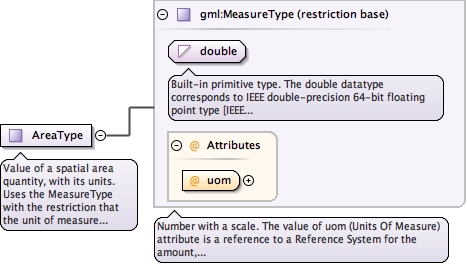 gml:MeasureType (restriction base)
double
Built-in primitive type. The double datatype
corresponds to IEEE double-precision 64-bit floating
point type [IEEE...
AreaType
Value of a spatial area
quantity, with its units.
Uses the MeasureType
with the restriction that
the unit of measure...
@ Attributes
@ uom
Number with a scale. The value of uom (Units Of Measure)
attribute is a reference to a Reference System for the
amount,...